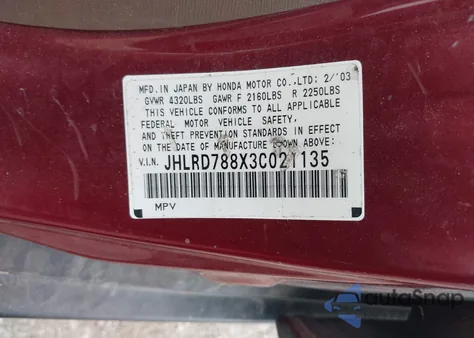 MFD.IN JAPAN BY HONDA MOTOR CO.,LTD: 2/'03
GVWR 4320LBS GAWR F 2160LBS R 2250LBS
THIS VEHICLE CONFORMS TO ALL APPLICABLE
FEDERAL MOTOR VEHICLE SAFETY,
AND THEFT PREVENTION STANDARDS IN EFFECT
ON THE DATE OF MANUFACTURE SHOWN ABOVE:
V.I.N. JHLRD788X3C021135
MPV
autoSnap